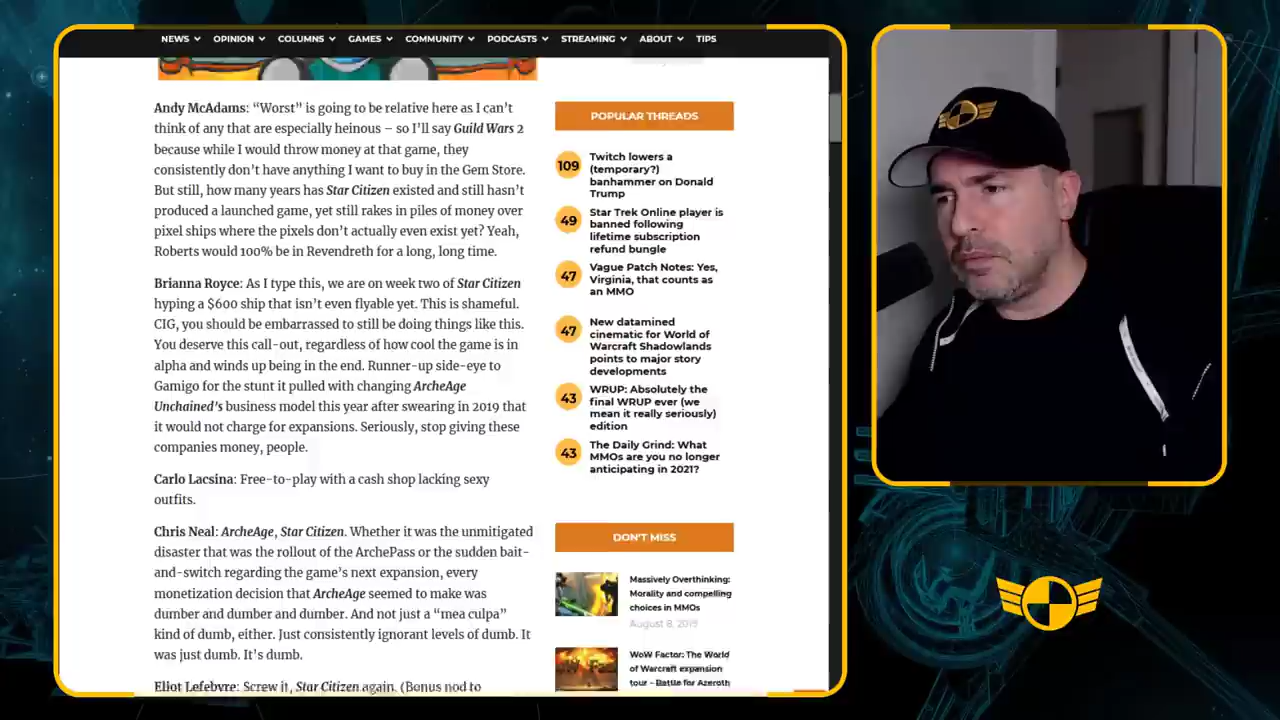 NEWS OPINION COLUMNS GAMES COMMUNITY PODCASTS STREAMING ABOUT TIPS
Andy McAdams: “Worst” is going to be relative here as I can’t
think of any that are especially heinous – so I’ll say Guild Wars 2
because while I would throw money at that game, they
consistently don’t have anything I want to buy in the Gem Store.
But still, how many years has Star Citizen existed and still hasn’t
produced a launched game, yet still rakes in piles of money over
pixel ships where the pixels don’t actually even exist yet? Yeah,
Roberts would 100% be in Revendreth for a long, long time.
Brianna Royce: As I type this, we are on week two of Star Citizen
hyping a $600 ship that isn’t even flyable yet. This is shameful.
CIG, you should be embarrassed to still be doing things like this.
You deserve this call-out, regardless of how cool the game is in
alpha and winds up being in the end. Runner-up side-eye to
Gamigo for the stunt it pulled with changing ArcheAge
Unchained’s business model this year after swearing in 2019 that
it would not charge for expansions. Seriously, stop giving these
companies money, people.
Carlo Lacsina: Free-to-play with a cash shop lacking sexy
outfits.
Chris Neal: ArcheAge, Star Citizen. Whether it was the unmitigated
disaster that was the rollout of the ArchePass or the sudden bait-
and-switch regarding the game’s next expansion, every
monetization decision that ArcheAge seemed to make was
dumber and dumber and dumber. And not just a “mea culpa”
kind of dumb, either. Just consistently ignorant levels of dumb. It
was just dumb. It’s dumb.
Eliot Lefebvre: Screw it, Star Citizen again. (Bonus nod to
POPULAR THREADS
109
Twitch lowers a
(temporary?)
banhammer on Donald
Trump
49
Star Trek Online player is
banned following
lifetime subscription
refund bungle
47
Vague Patch Notes: Yes,
Virginia, that counts as
an MMO
47
New datamined
cinematic for World of
Warcraft Shadowlands
points to major story
developments
43
WRUP: Absolutely the
final WRUP ever (we
mean it really seriously)
edition
43
The Daily Grind: What
MMOs are you no longer
anticipating in 2021?
DON'T MISS
Massively Overthinking:
Morality and compelling
choices in MMOs
August 8, 2019
WoW Factor: The World
of Warcraft expansion
tour – Battle for Azeroth